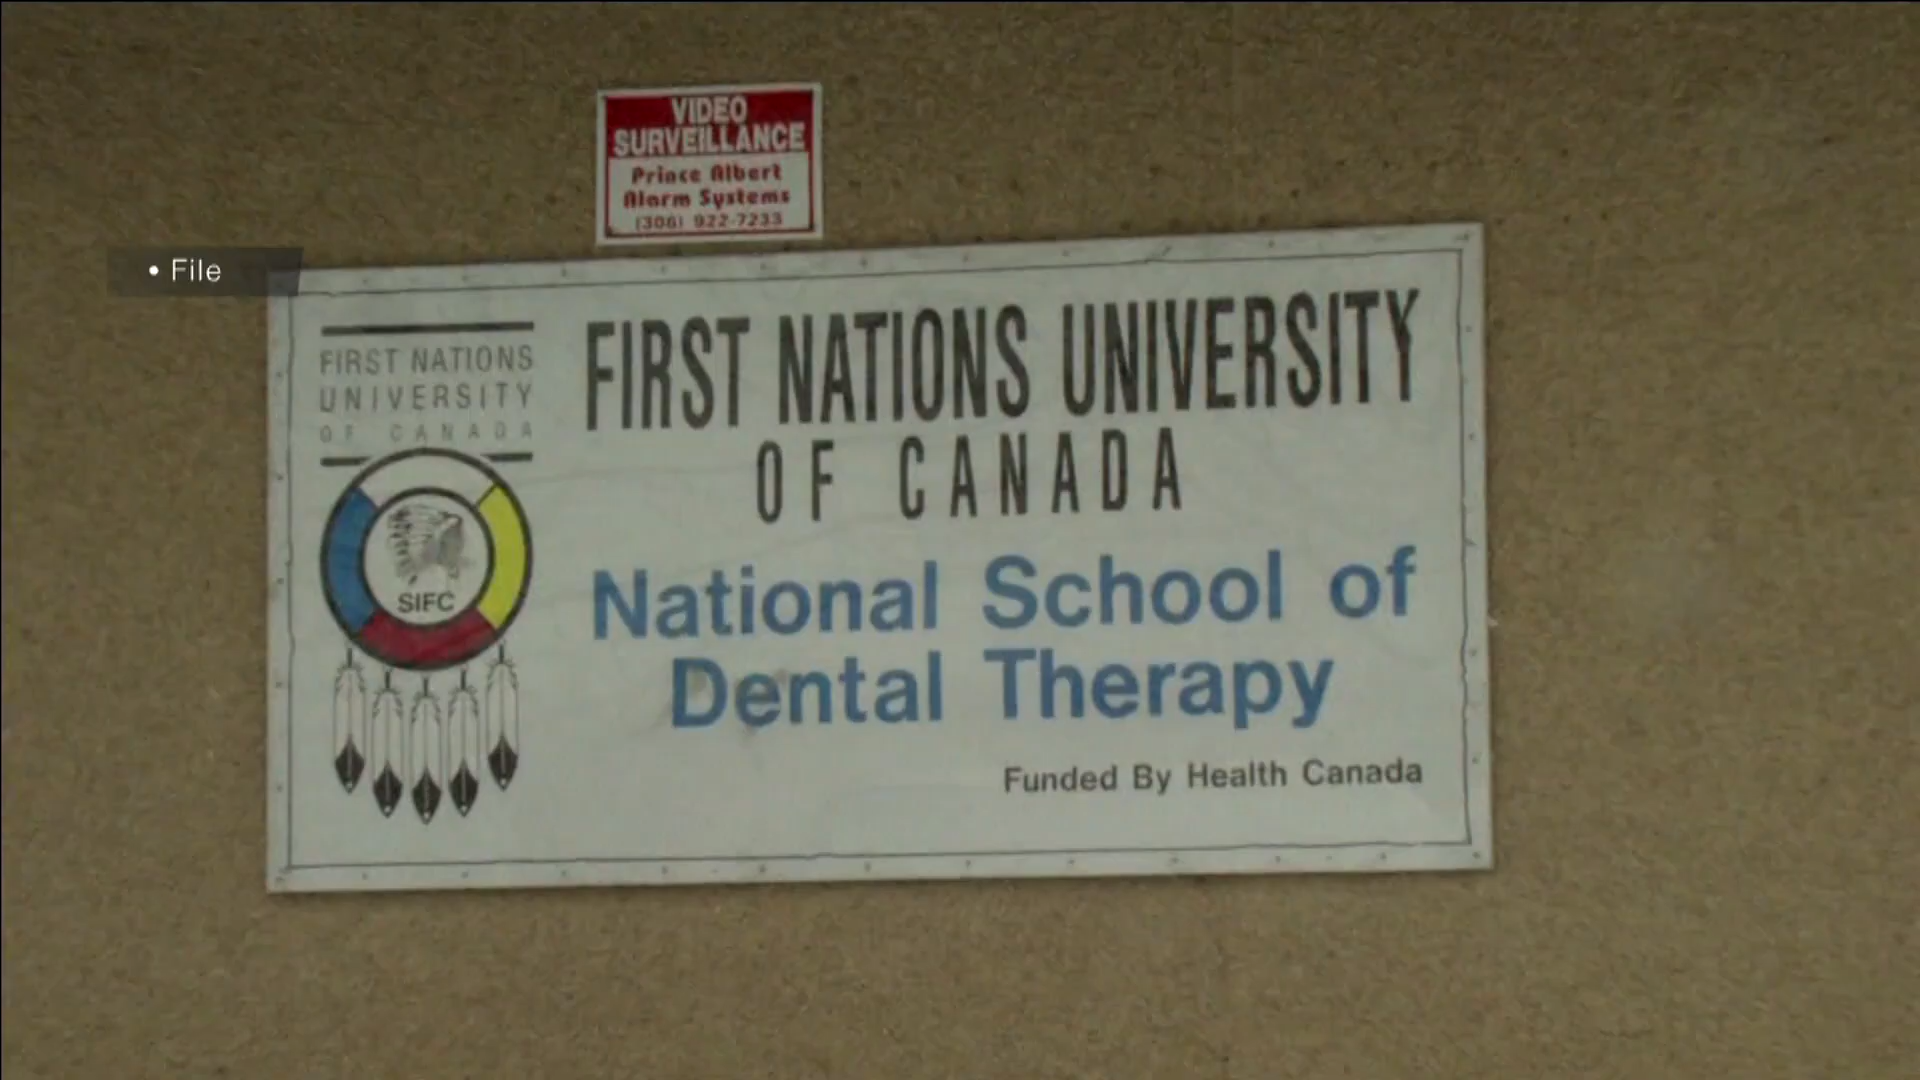 VIDEO
SURVEILLANCE
Prince Albert
Alarm Systems
(306) 922-7233
• File
FIRST NATIONS
UNIVERSITY
OF CANADA
SIFC
FIRST NATIONS UNIVERSITY
OF CANADA
National School of
Dental Therapy
Funded By Health Canada